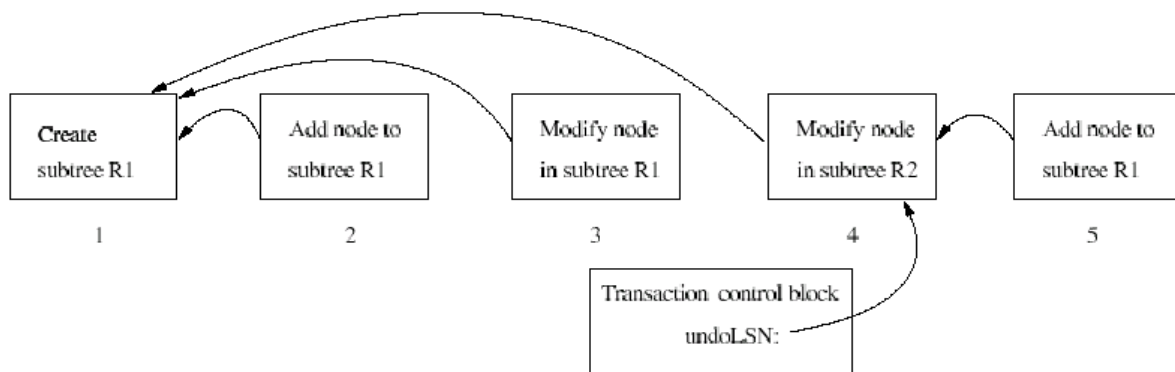 Create
subtree R1
Add node to
subtree R1
Modify node
in subtree R1
Modify node
in subtree R2
Add node to
subtree R1
1
2
3
4
5
Transaction control block
undoLSN: